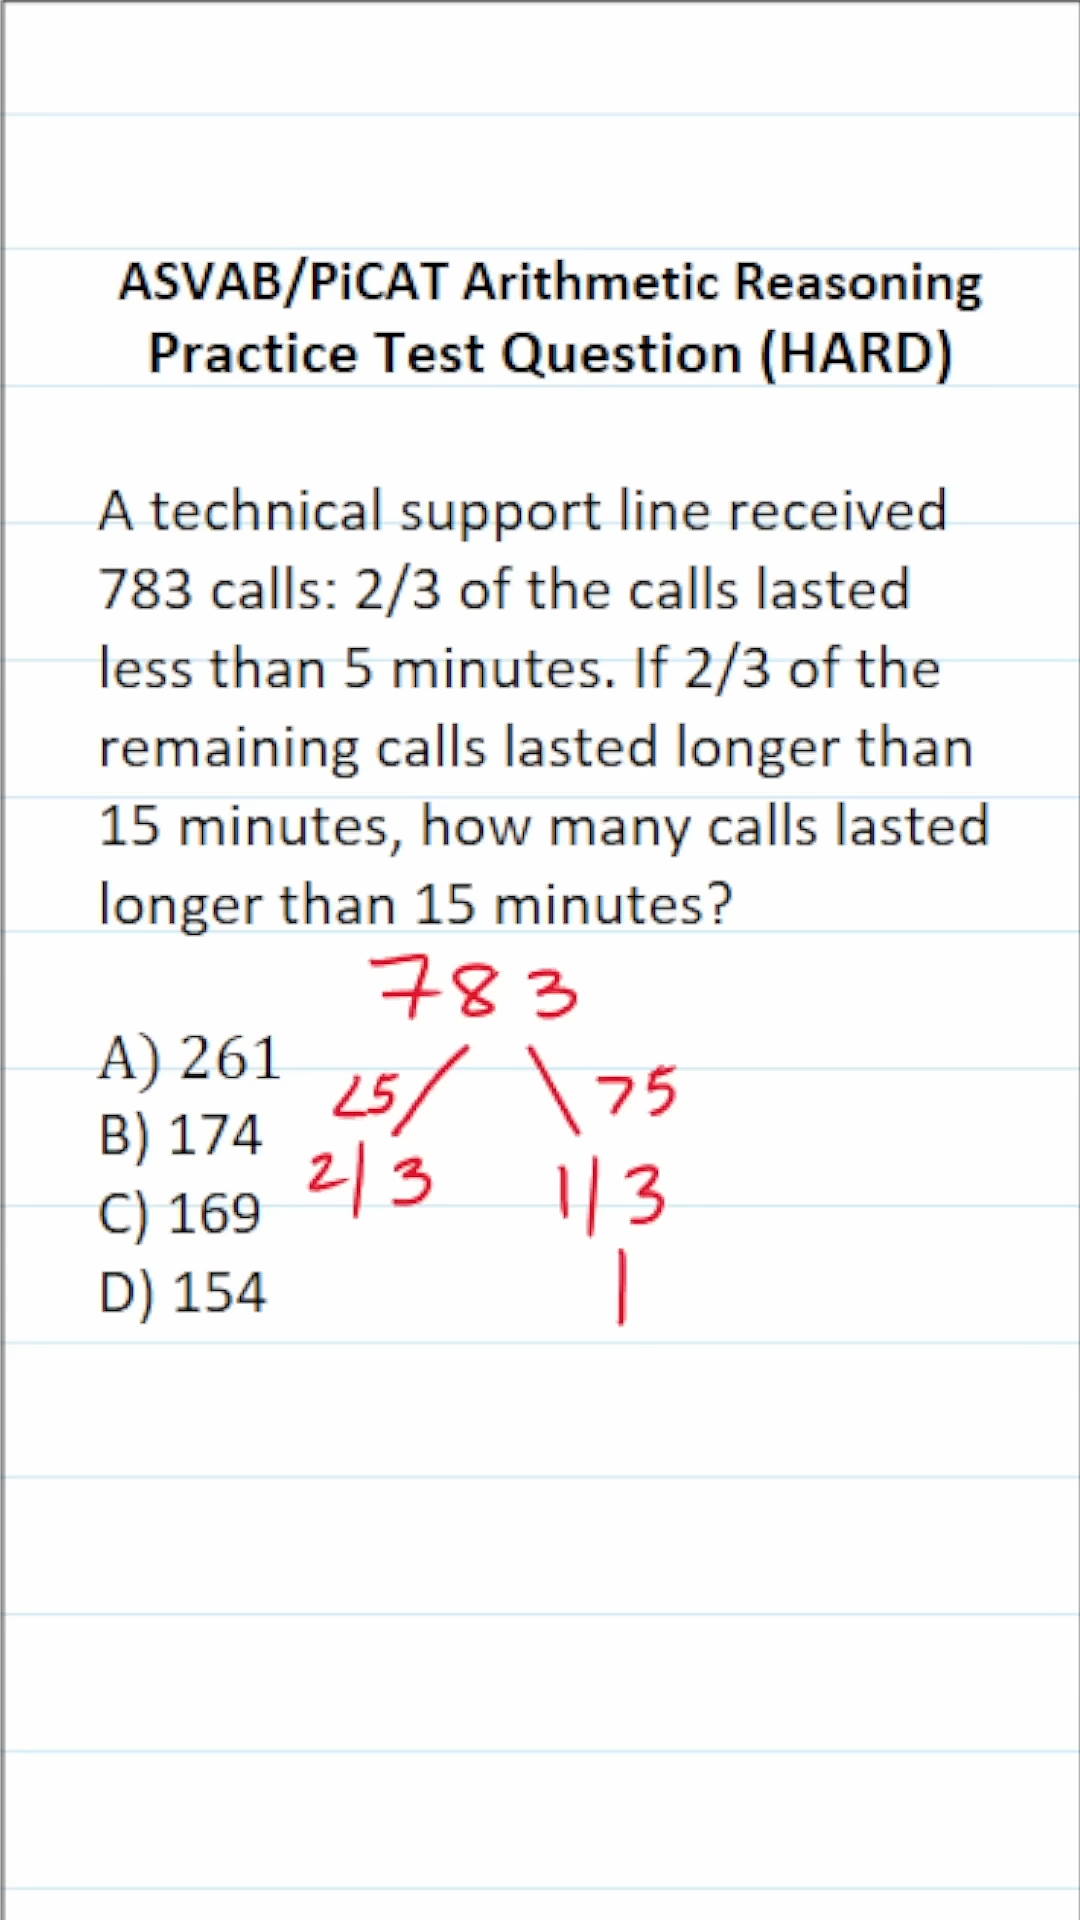 ASVAB/PiCAT Arithmetic Reasoning
Practice Test Question (HARD)
A technical support line received
783 calls: 2/3 of the calls lasted
less than 5 minutes. If 2/3 of the
remaining calls lasted longer than
15 minutes, how many calls lasted
longer than 15 minutes?
783
A) 261
B) 174
C) 169
D) 154
<5
>5
2/3
1/3